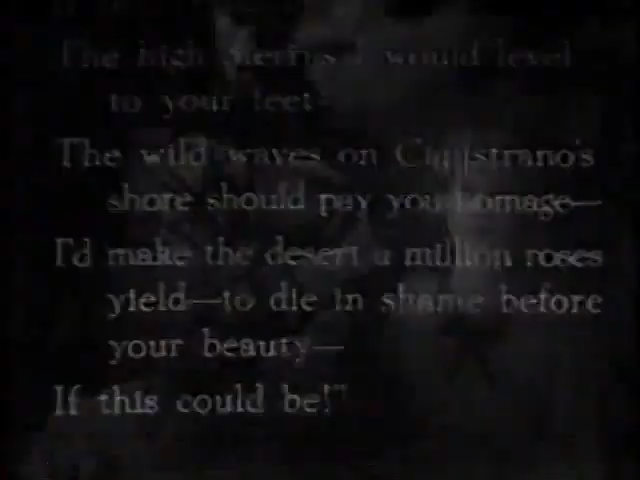 The high sierras I would level
to your feet—
The wild waves on Capistrano's
shore should pay you homage—
I'd make the desert a million roses
yield—to die in shame before
your beauty—
If this could be!"